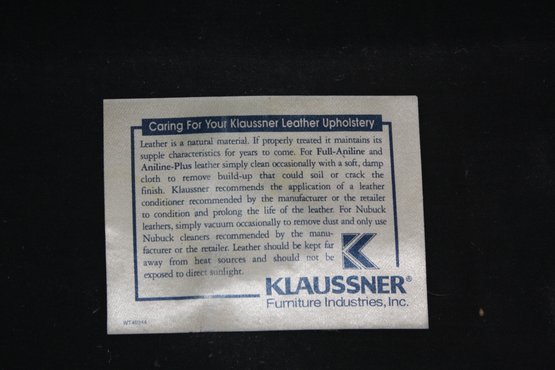 Caring For Your Klaussner Leather Upholstery
Leather is a natural material. If properly treated it maintains its
supple characteristics for years to come. For Full-Aniline and
Aniline-Plus leather simply clean occasionally with a soft, damp
cloth to remove build-up that could soil or crack the
finish. Klaussner recommends the application of a leather
conditioner recommended by the manufacturer or the retailer
to condition and prolong the life of the leather. For Nubuck
leathers, simply vacuum occasionally to remove dust and only use
Nubuck cleaners recommended by the manu-
facturer or the retailer. Leather should be kept far
away from heat sources and should not be
exposed to direct sunlight.
KLAUSSNER®
Furniture Industries, Inc.